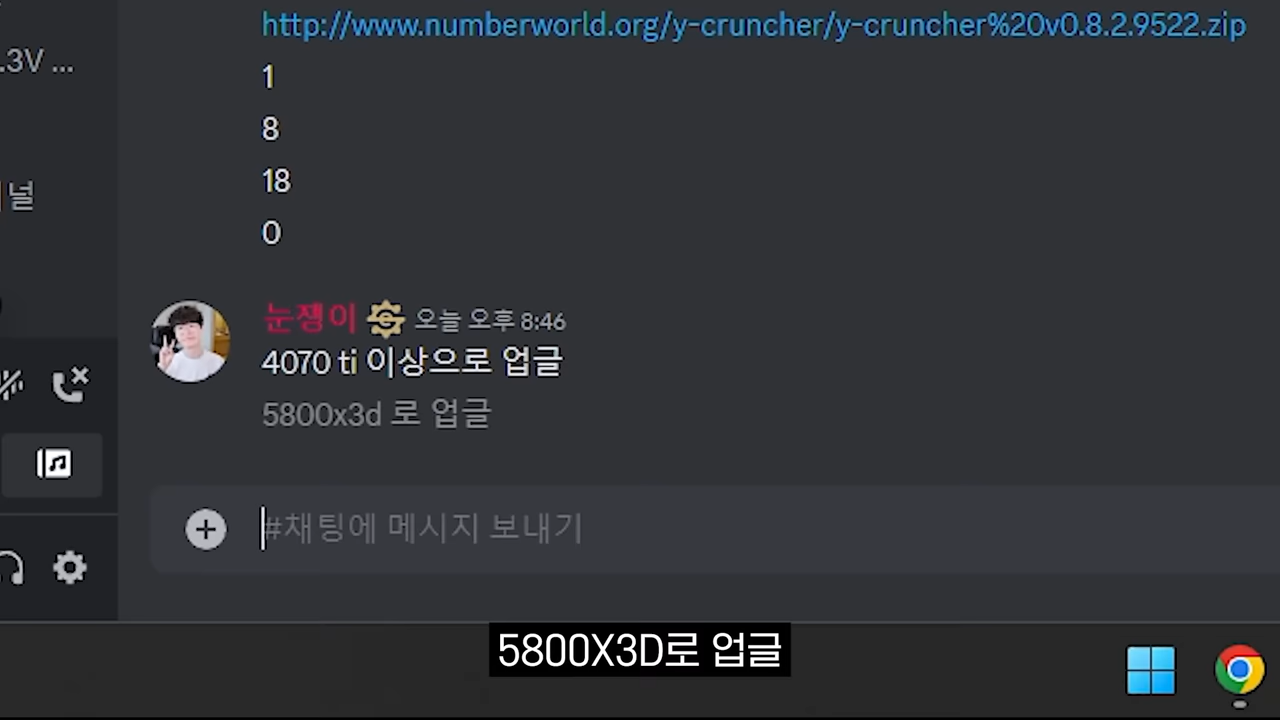 http://www.numberworld.org/y-cruncher/y-cruncher%20v0.8.2.9522.zip
.3V ...
1
8
18
널
0
눈쟁이 오늘 오후 8:46
4070 ti 이상으로 업글
5800x3d 로 업글
#채팅에 메시지 보내기
5800X3D로 업글